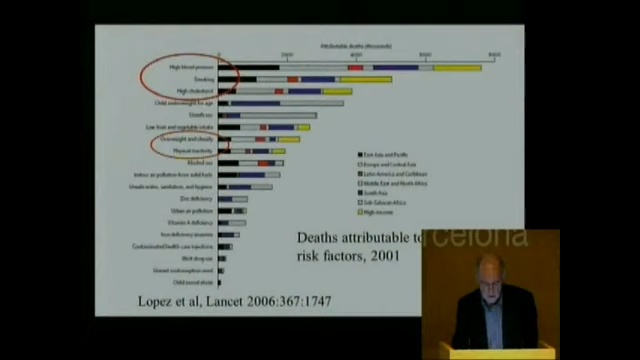 Attributable deaths (thousands)
High blood pressure
Smoking
High cholesterol
Child underweight for age
Unsafe sex
Low fruit and vegetable intake
Overweight and obesity
Physical inactivity
Alcohol use
Indoor air pollution from solid fuels
Unsafe water, sanitation, and hygiene
Zinc deficiency
Urban air pollution
Vitamin A deficiency
Iron-deficiency anaemia
Contaminated health-care injections
Illicit drug use
Child sexual abuse
East Asia and Pacific
Europe and Central Asia
Latin America and Caribbean
Middle East and North Africa
South Asia
Sub-Saharan Africa
High-income
Deaths attributable to
risk factors, 2001
rcelona
Lopez et al, Lancet 2006:367:1747